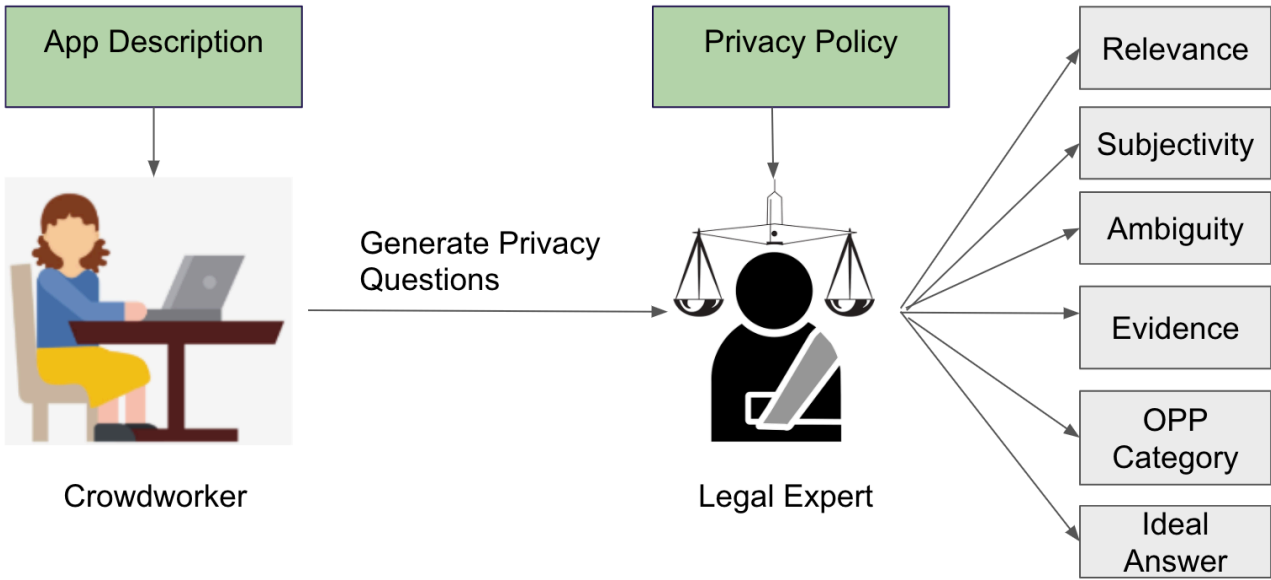 App Description
Privacy Policy
Relevance
Subjectivity
Ambiguity
Evidence
OPP
Category
Ideal
Answer
Generate Privacy
Questions
Crowdworker
Legal Expert